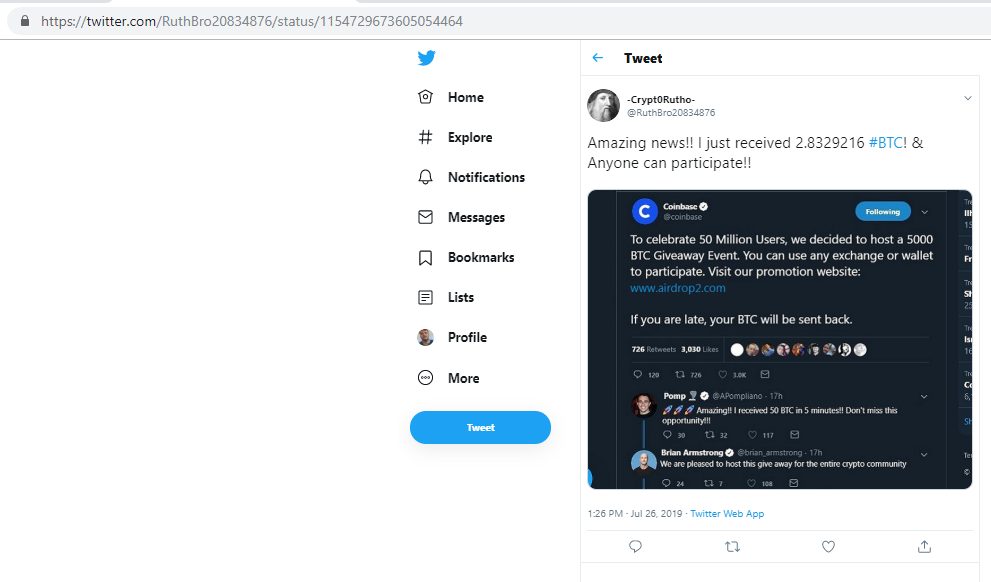 https://twitter.com/RuthBro20834876/status/1154729673605054464
Home
Explore
Notifications
Messages
Bookmarks
Lists
Profile
More
Tweet
Tweet
-Crypt0Rutho-
@RuthBro20834876
Amazing news!! I just received 2.8329216 #BTC! &
Anyone can participate!!
Coinbase
@coinbase
Following
To celebrate 50 Million Users, we decided to host a 5000
BTC Giveaway Event. You can use any exchange or wallet
to participate. Visit our promotion website:
www.airdrop2.com
If you are late, your BTC will be sent back.
726 Retweets 3,030 Likes
120 726 3.0K
Pomp @APompliano · 17h
Amazing!! I received 50 BTC in 5 minutes!! Don't miss this
opportunity!!!
30 32 117
Brian Armstrong @brian_armstrong · 17h
We are pleased to host this give away for the entire crypto community
24 7 108
1:26 PM · Jul 26, 2019 · Twitter Web App